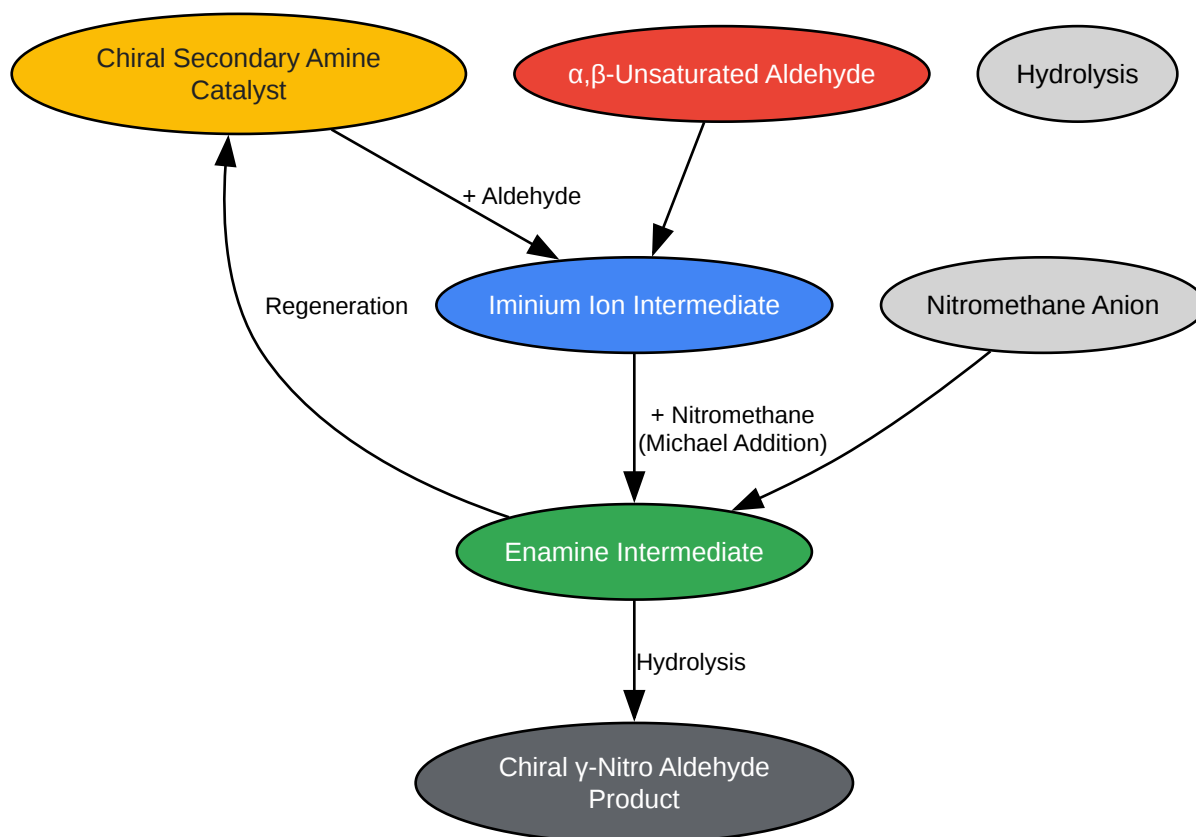 Chiral Secondary Amine
Catalyst
α,β-Unsaturated Aldehyde
Hydrolysis
+ Aldehyde
Regeneration
Iminium Ion Intermediate
Nitromethane Anion
+ Nitromethane
(Michael Addition)
Enamine Intermediate
Hydrolysis
Chiral γ-Nitro Aldehyde
Product